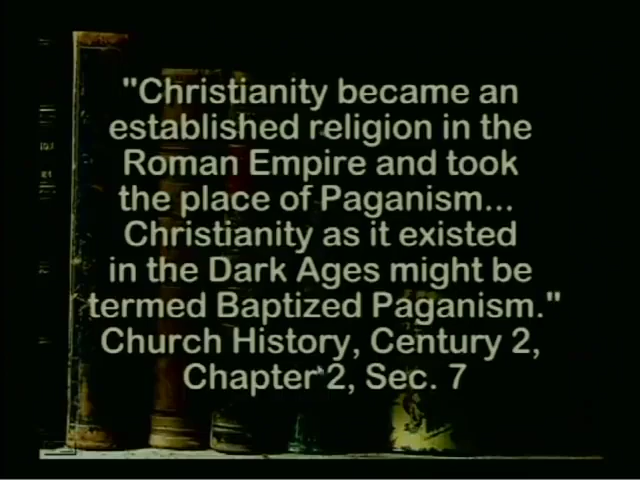 "Christianity became an
established religion in the
Roman Empire and took
the place of Paganism...
Christianity as it existed
in the Dark Ages might be
termed Baptized Paganism."
Church History, Century 2,
Chapter 2, Sec. 7